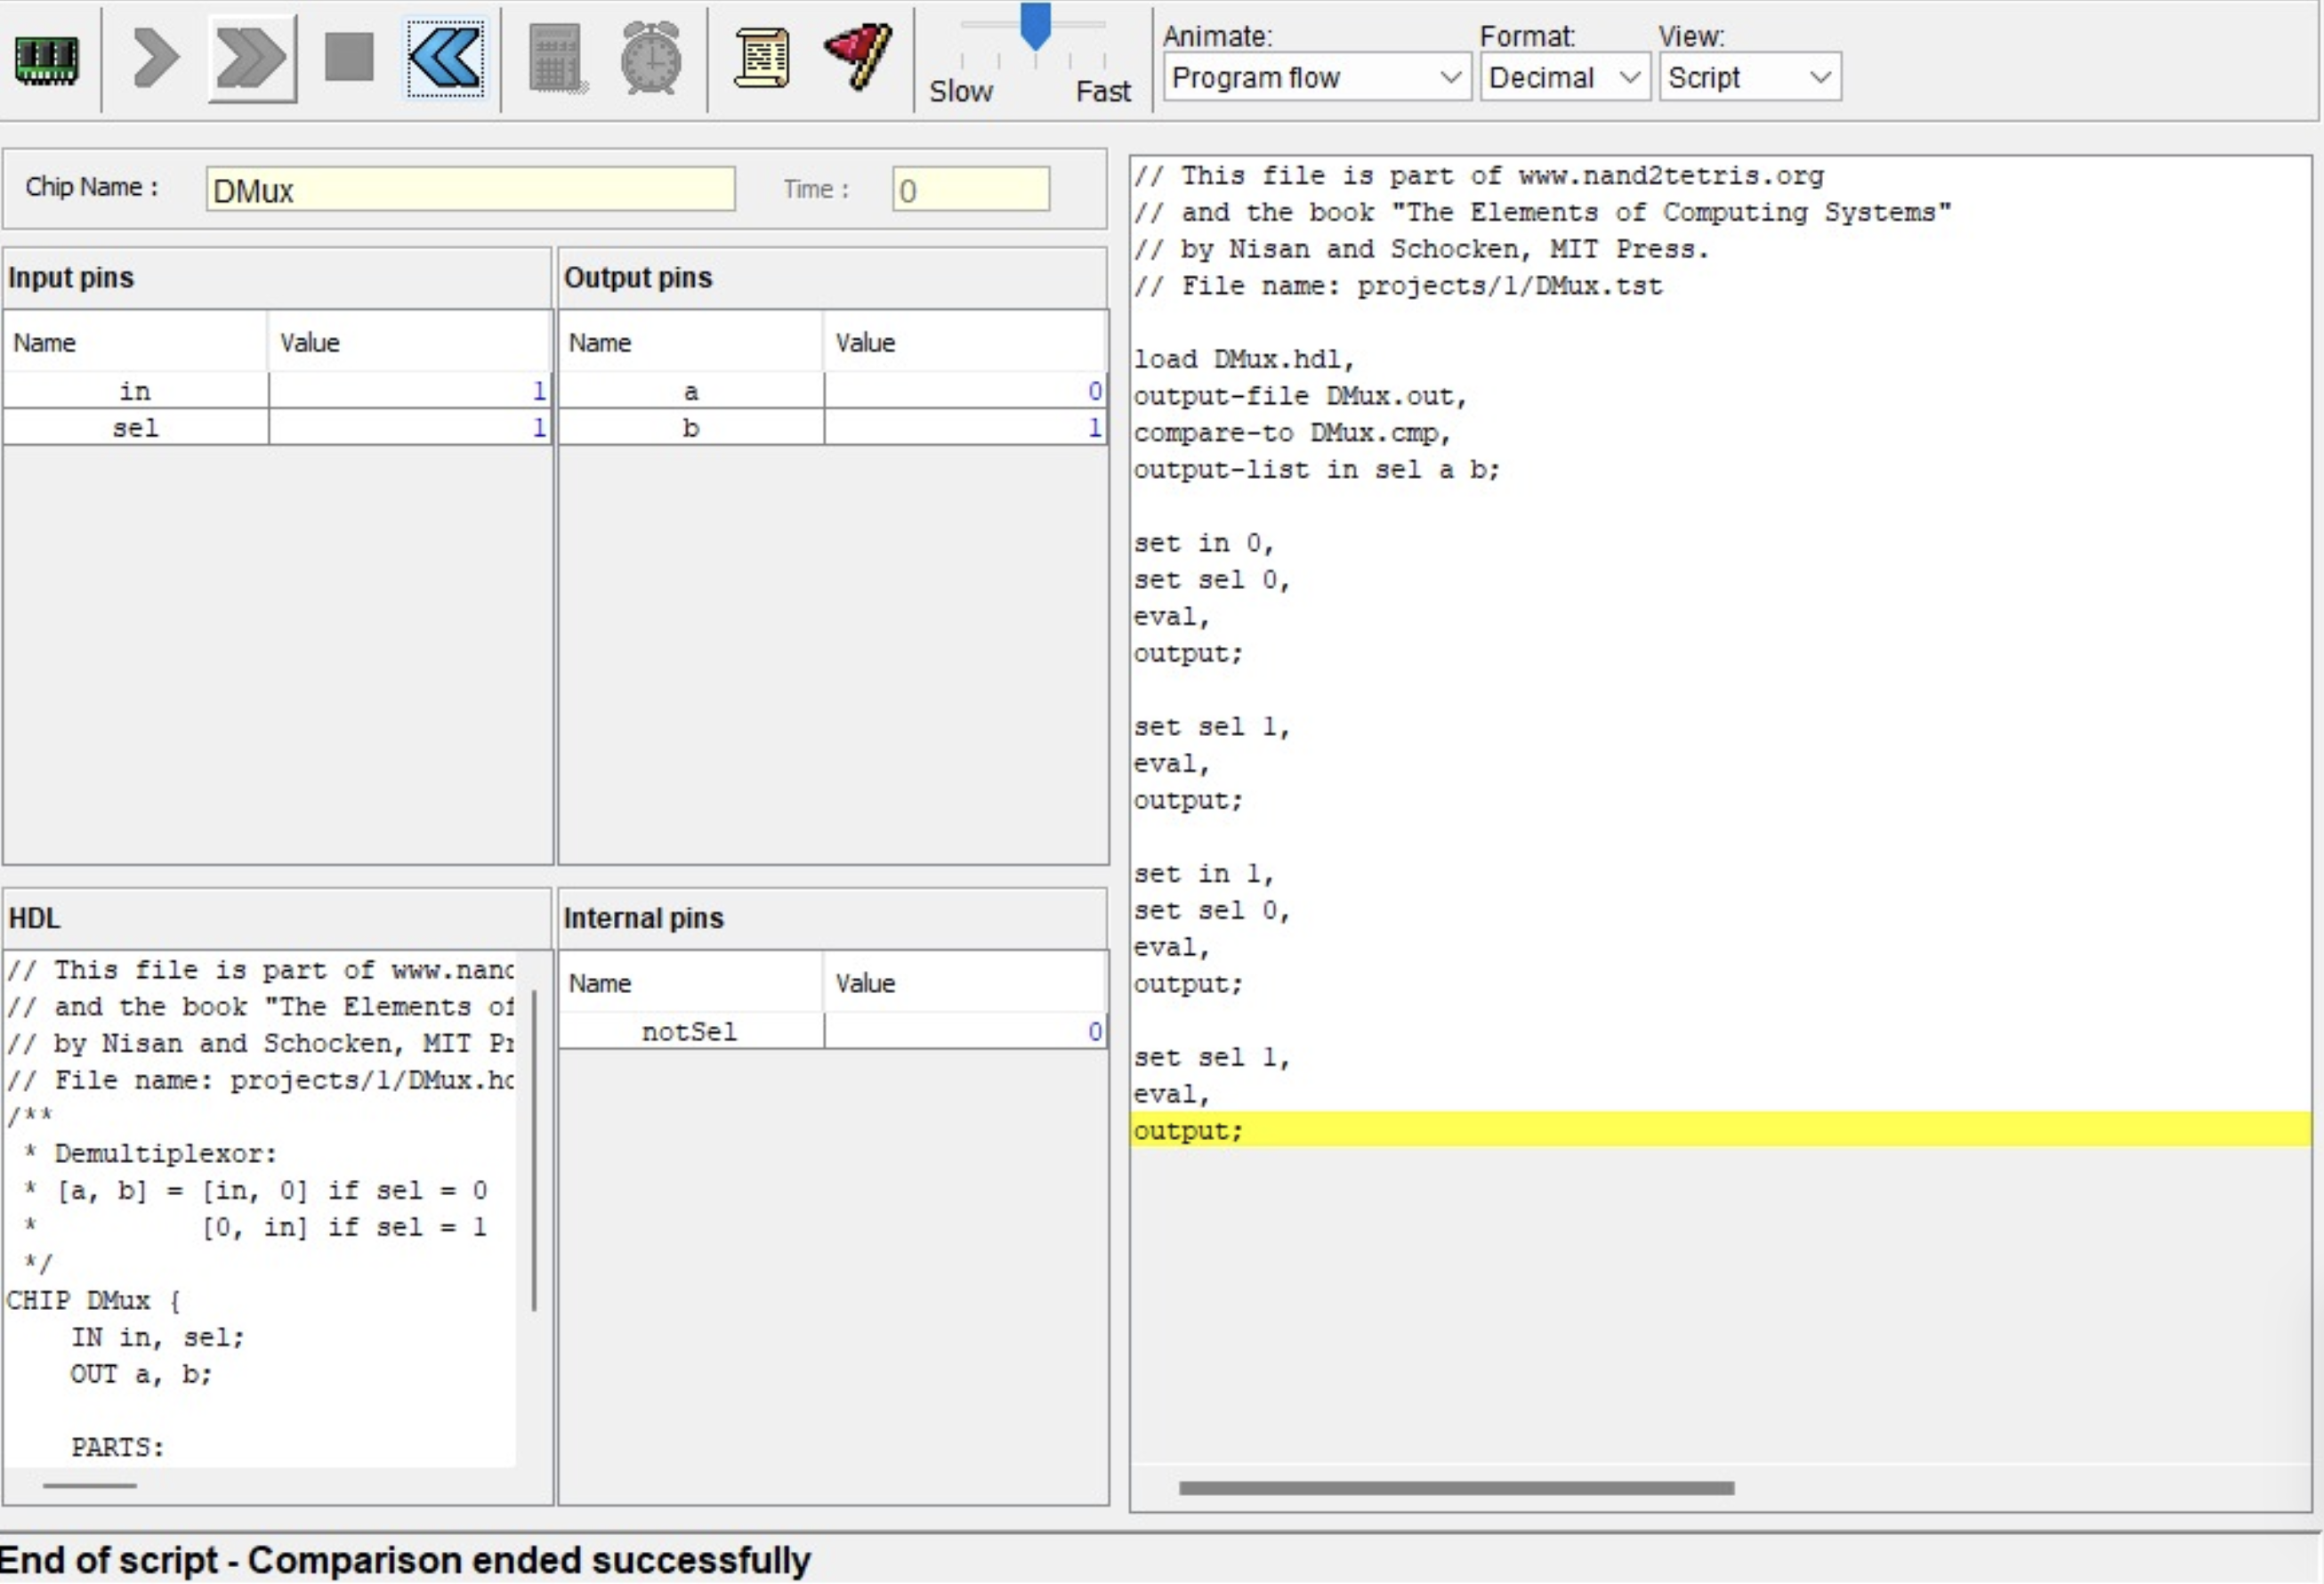 Slow Fast
Animate:
Program flow
Format:
Decimal
View:
Script
Chip Name :
DMux
Time :
0
Input pins
Name Value
in 1
sel 1
Output pins
Name Value
a 0
b 1
HDL
// This file is part of www.nand
// and the book "The Elements of
// by Nisan and Schocken, MIT Pr
// File name: projects/1/DMux.hd
/**
* Demultiplexor:
* [a, b] = [in, 0] if sel = 0
* [0, in] if sel = 1
*/
CHIP DMux {
IN in, sel;
OUT a, b;
PARTS:
Internal pins
Name Value
notSel 0
// This file is part of www.nand2tetris.org
// and the book "The Elements of Computing Systems"
// by Nisan and Schocken, MIT Press.
// File name: projects/1/DMux.tst
load DMux.hdl,
output-file DMux.out,
compare-to DMux.cmp,
output-list in sel a b;
set in 0,
set sel 0,
eval,
output;
set sel 1,
eval,
output;
set in 1,
set sel 0,
eval,
output;
set sel 1,
eval,
output;
End of script - Comparison ended successfully